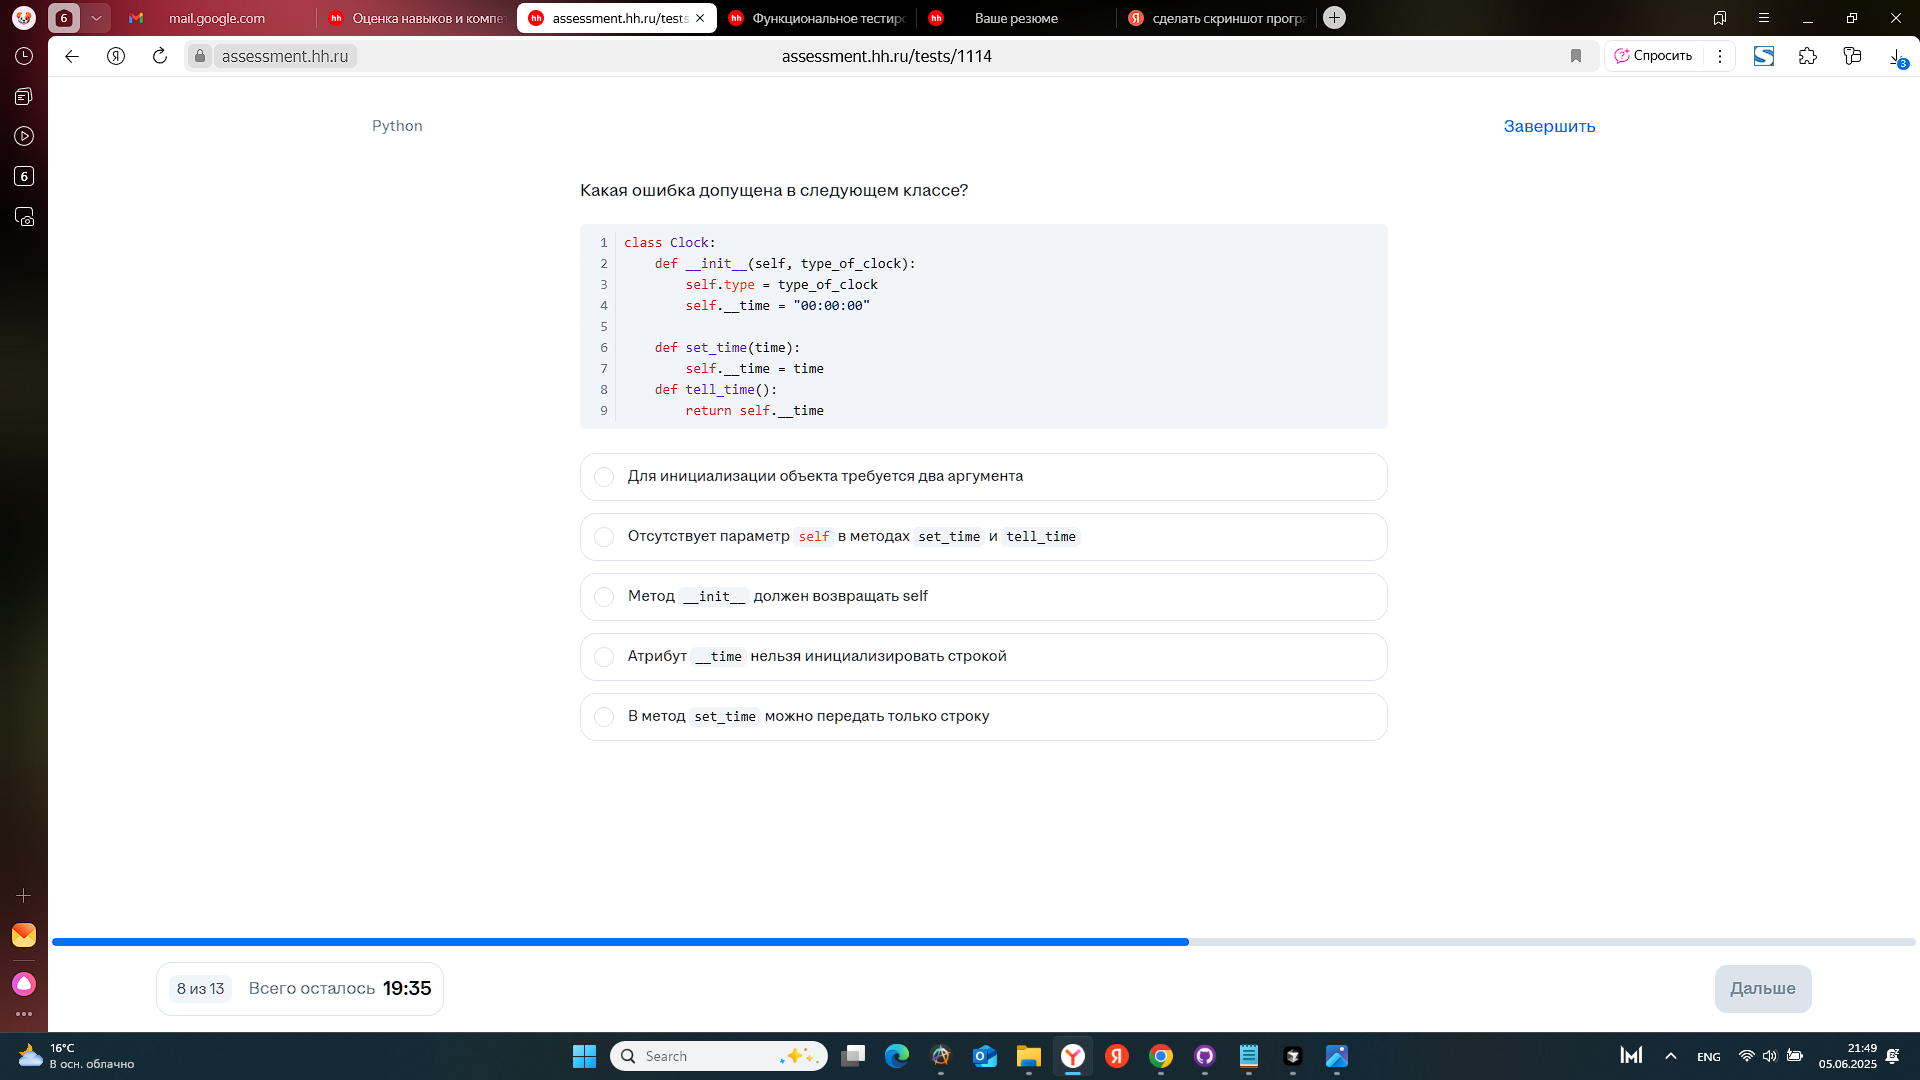 6
mail.google.com
Оценка навыков и компет
assessment.hh.ru/tests
Функциональное тестиро
Ваше резюме
сделать скриншот програ
assessment.hh.ru
assessment.hh.ru/tests/1114
Спросить
3
6
Python
Завершить
Какая ошибка допущена в следующем классе?
1 class Clock:
2     def __init__(self, type_of_clock):
3         self.type = type_of_clock
4         self.__time = "00:00:00"
5
6     def set_time(time):
7         self.__time = time
8     def tell_time():
9         return self.__time
Для инициализации объекта требуется два аргумента
Отсутствует параметр self в методах set_time и tell_time
Метод __init__ должен возвращать self
Атрибут __time нельзя инициализировать строкой
В метод set_time можно передать только строку
8 из 13 Всего осталось 19:35
Дальше
16°C
В осн. облачно
Search
ENG
21:49
05.06.2025